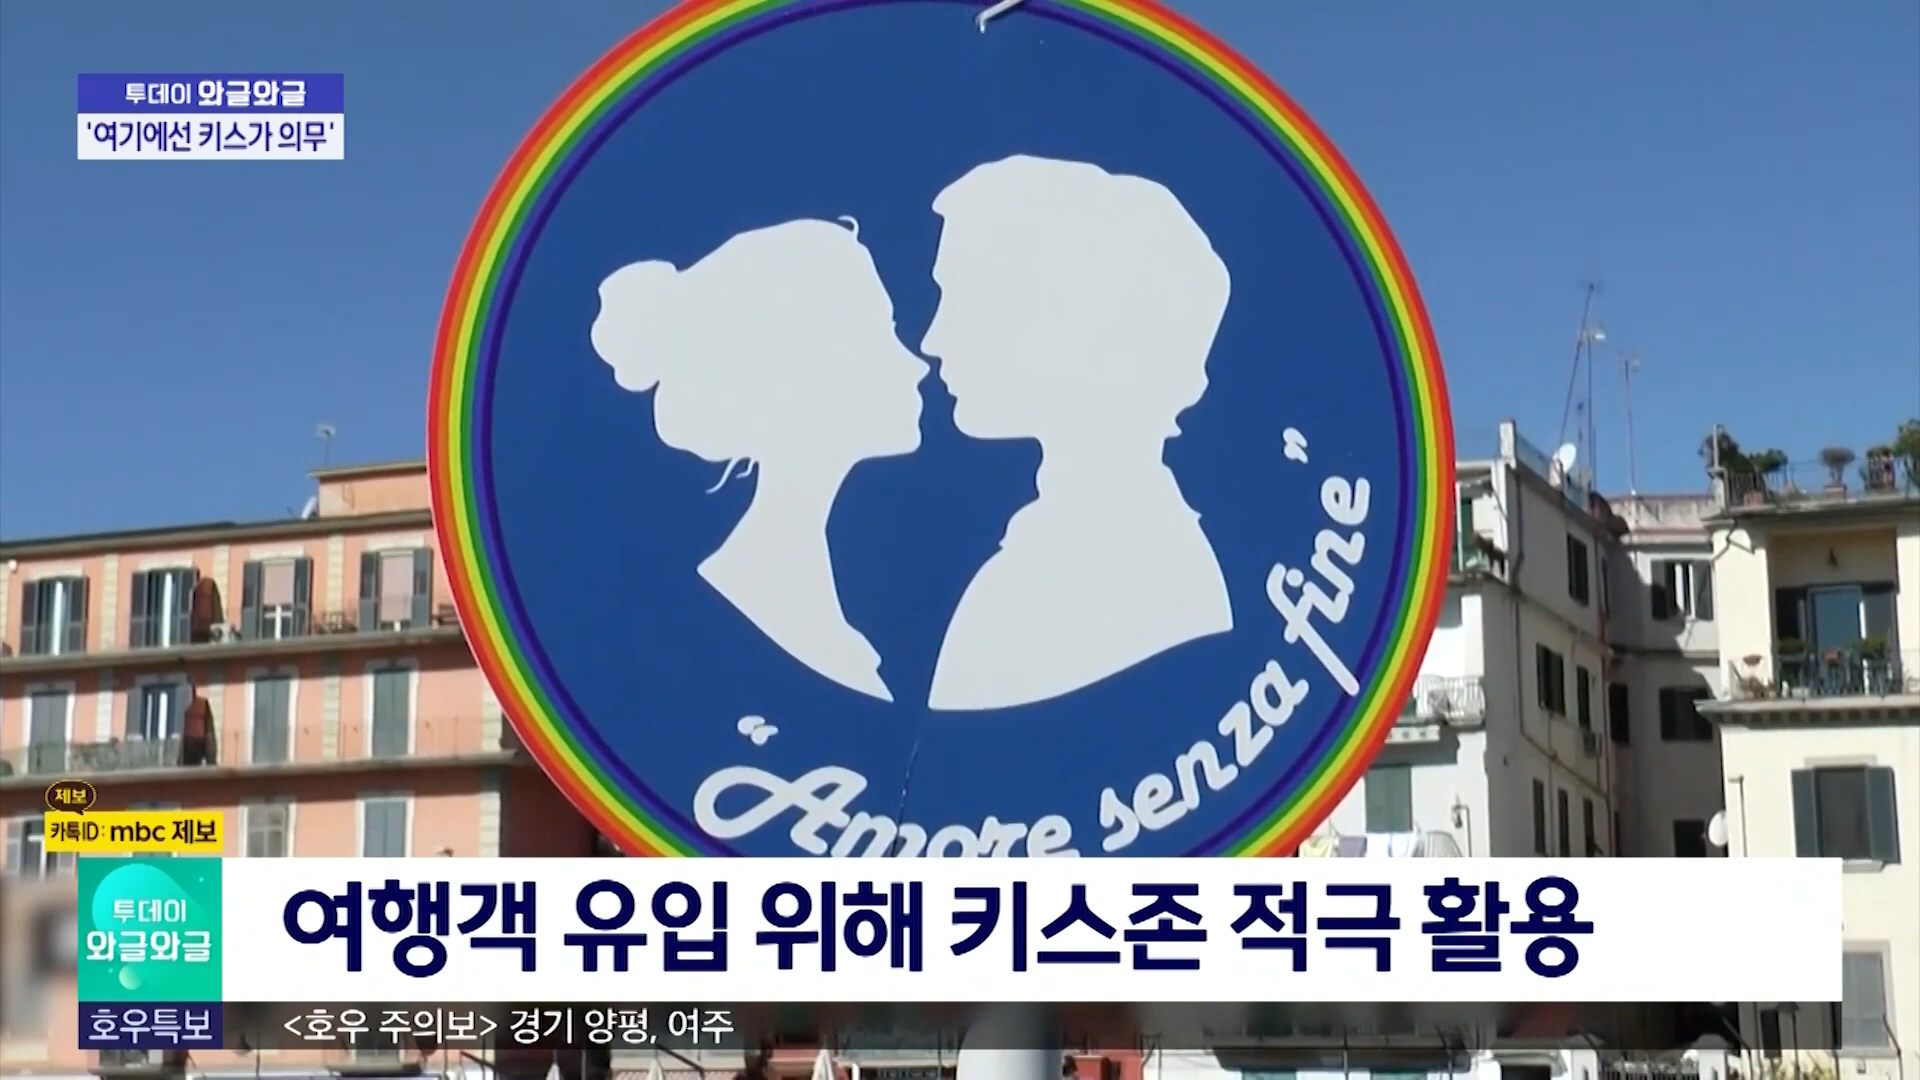 투데이 와글와글
'여기에선 키스가 의무'
"Amore senza fine"
제보
카톡ID: mbc 제보
투데이
와글와글
여행객 유입 위해 키스존 적극 활용
호우특보
<호우 주의보> 경기 양평, 여주